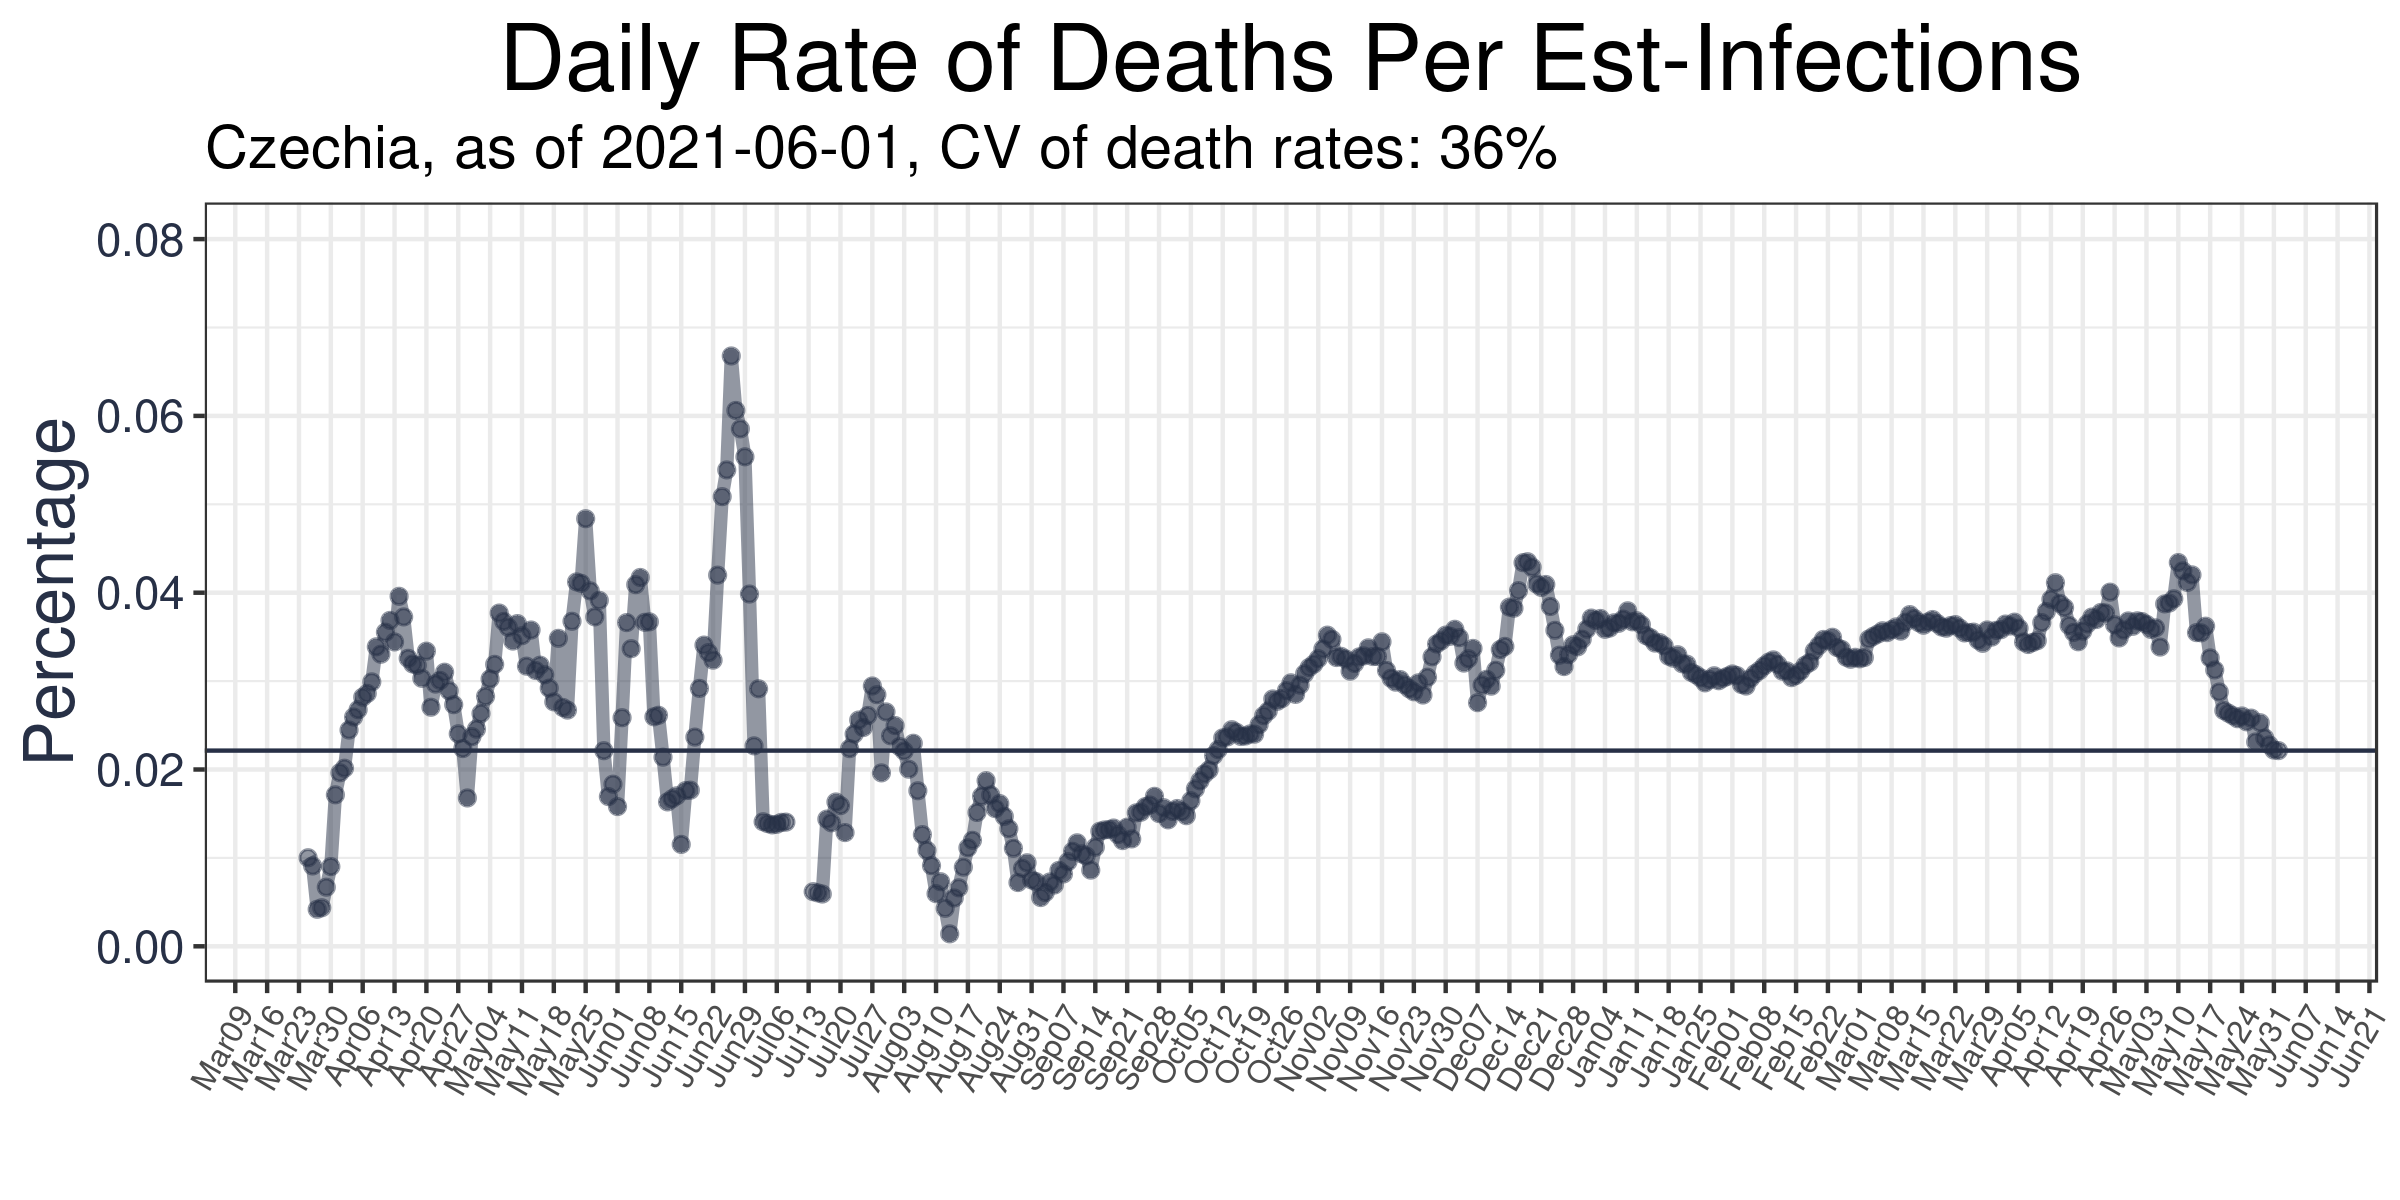 Daily Rate of Deaths Per Est-Infections
Czechia, as of 2021-06-01, CV of death rates: 36%
Percentage
0.08
0.06
0.04
0.02
0.00
Mar09
Mar16
Mar23
Mar30
Apr06
Apr13
Apr20
Apr27
May04
May11
May18
May25
Jun01
Jun08
Jun15
Jun22
Jun29
Jul06
Jul13
Jul20
Jul27
Aug03
Aug10
Aug17
Aug24
Aug31
Sep07
Sep14
Sep21
Sep28
Oct05
Oct12
Oct19
Oct26
Nov02
Nov09
Nov16
Nov23
Nov30
Dec07
Dec14
Dec21
Dec28
Jan04
Jan11
Jan18
Jan25
Feb01
Feb08
Feb15
Feb22
Mar01
Mar08
Mar15
Mar22
Mar29
Apr05
Apr12
Apr19
Apr26
May03
May10
May17
May24
May31
Jun07
Jun14
Jun21